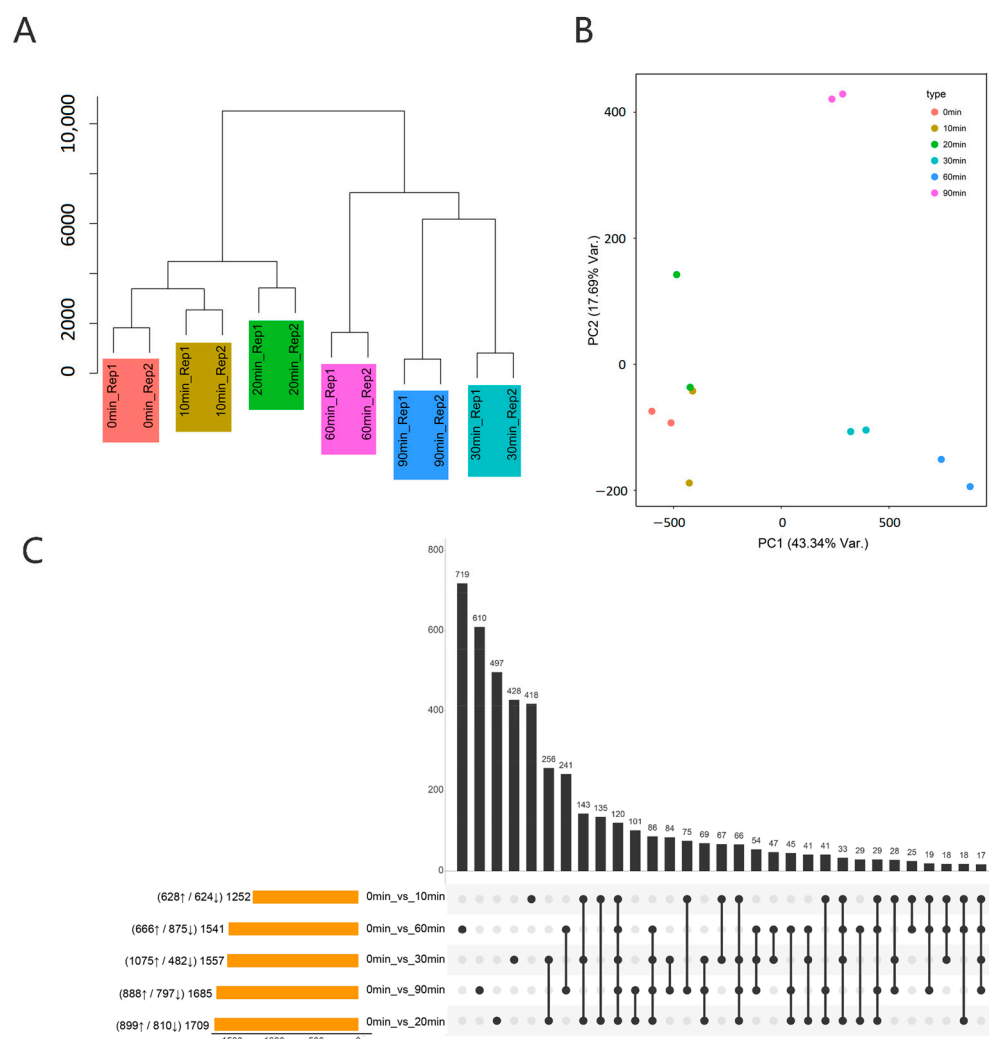 A
10,000
6000
2000
0
0min_Rep1
0min_Rep2
10min_Rep1
10min_Rep2
20min_Rep1
20min_Rep2
60min_Rep1
60min_Rep2
90min_Rep1
90min_Rep2
30min_Rep1
30min_Rep2
B
type
0min
10min
20min
30min
60min
90min
PC2 (17.69% Var.)
400
200
0
−200
−500 0 500
PC1 (43.34% Var.)
C
800
600
400
200
0
719 610 497 428 418 256 241 143 135 120 101 86 84 75 69 67 66 54 47 45 41 41 33 29 29 28 25 19 18 18 17
(628↑ / 624↓) 1252 0min_vs_10min
(666↑ / 875↓) 1541 0min_vs_60min
(1075↑ / 482↓) 1557 0min_vs_30min
(888↑ / 797↓) 1685 0min_vs_90min
(899↑ / 810↓) 1709 0min_vs_20min